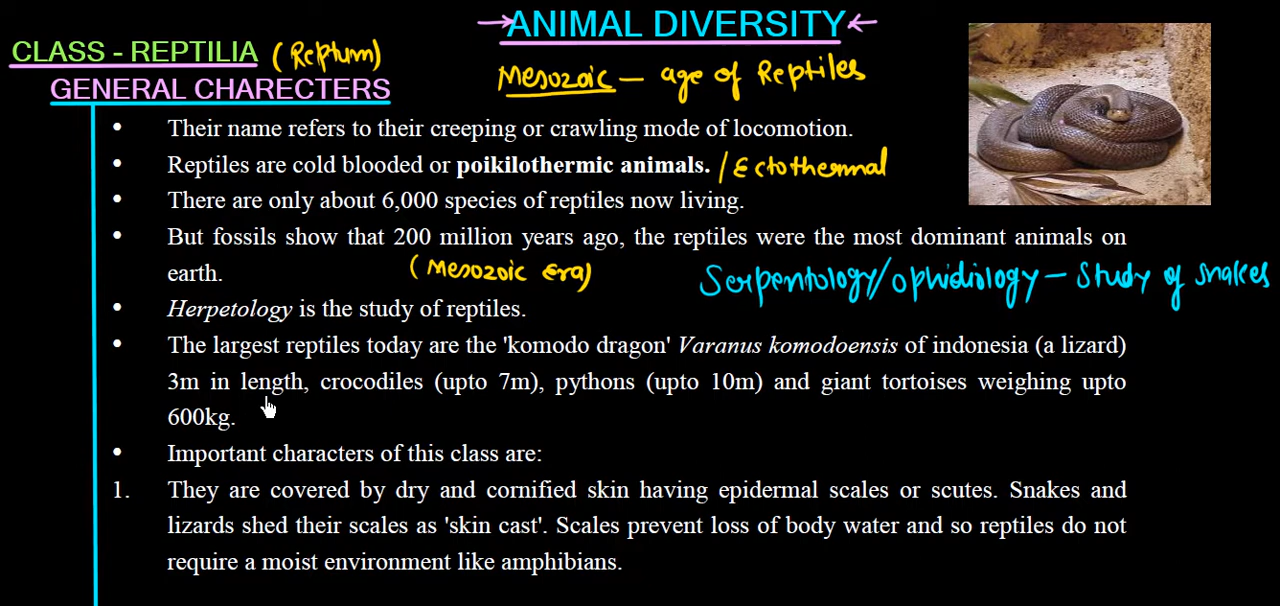 →ANIMAL DIVERSITY←
CLASS - REPTILIA (Reptum)
GENERAL CHARECTERS
Mesozoic — age of Reptiles
• Their name refers to their creeping or crawling mode of locomotion.
• Reptiles are cold blooded or poikilothermic animals. / Ectothermal
• There are only about 6,000 species of reptiles now living.
• But fossils show that 200 million years ago, the reptiles were the most dominant animals on
earth.
(Mesozoic era)
Serpentology/ophidiology — Study of snakes
• Herpetology is the study of reptiles.
• The largest reptiles today are the 'komodo dragon' Varanus komodoensis of indonesia (a lizard)
3m in length, crocodiles (upto 7m), pythons (upto 10m) and giant tortoises weighing upto
600kg.
• Important characters of this class are:
1. They are covered by dry and cornified skin having epidermal scales or scutes. Snakes and
lizards shed their scales as 'skin cast'. Scales prevent loss of body water and so reptiles do not
require a moist environment like amphibians.